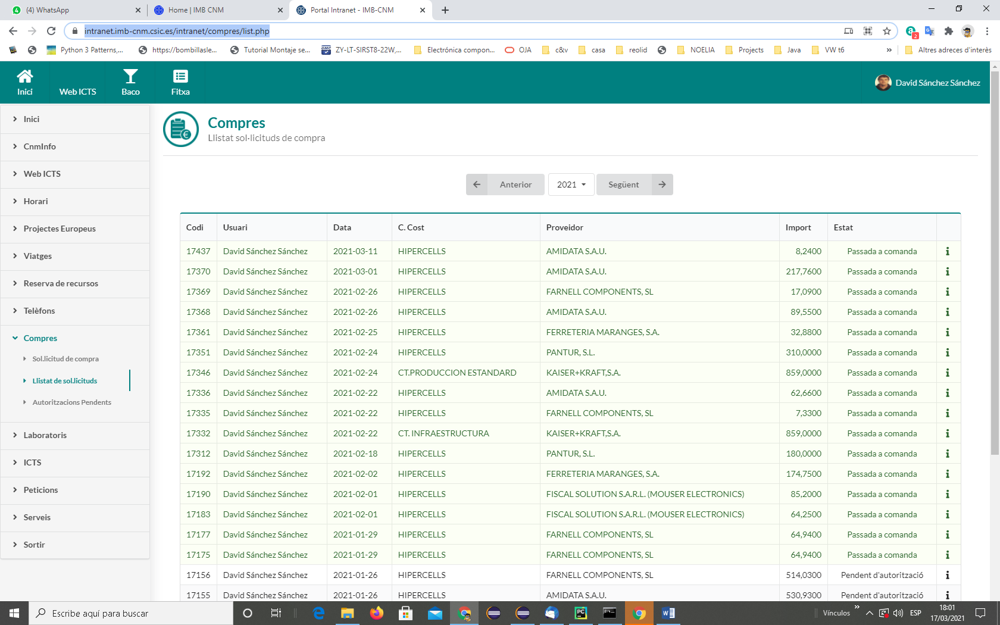 (4) WhatsApp
Home | IMB CNM
Portal Intranet - IMB-CNM
intranet.imb-cnm.csic.es/intranet/compres/list.php
2
Python 3 Patterns,...
https://bombillasle...
Tutorial Montaje se...
ZY-LT-SIRST8-22W,...
Electrónica compon...
OJA
c&v
casa
reolid
NOELIA
Projects
Java
VW t6
»
Altres adreces d'interès
Inici
Web ICTS
Baco
Fitxa
David Sánchez Sánchez
Inici
CnmInfo
Web ICTS
Horari
Projectes Europeus
Viatges
Reserva de recursos
Telèfons
Compres
Sol.licitud de compra
Llistat de sol.licituds
Autoritzacions Pendents
Laboratoris
ICTS
Peticions
Serveis
Sortir
Compres
Llistat sol·licituds de compra
Anterior 2021 Següent
Codi Usuari Data C. Cost Proveidor Import Estat
17437 David Sánchez Sánchez 2021-03-11 HIPERCELLS AMIDATA S.A.U. 8,2400 Passada a comanda
17370 David Sánchez Sánchez 2021-03-01 HIPERCELLS AMIDATA S.A.U. 217,7600 Passada a comanda
17369 David Sánchez Sánchez 2021-02-26 HIPERCELLS FARNELL COMPONENTS, SL 17,0900 Passada a comanda
17368 David Sánchez Sánchez 2021-02-26 HIPERCELLS AMIDATA S.A.U. 89,5500 Passada a comanda
17361 David Sánchez Sánchez 2021-02-25 HIPERCELLS FERRETERIA MARANGES, S.A. 32,8800 Passada a comanda
17351 David Sánchez Sánchez 2021-02-24 HIPERCELLS PANTUR, S.L. 310,0000 Passada a comanda
17346 David Sánchez Sánchez 2021-02-24 CT.PRODUCCION ESTANDARD KAISER+KRAFT,S.A. 859,0000 Passada a comanda
17336 David Sánchez Sánchez 2021-02-22 HIPERCELLS AMIDATA S.A.U. 62,6600 Passada a comanda
17335 David Sánchez Sánchez 2021-02-22 HIPERCELLS FARNELL COMPONENTS, SL 7,3300 Passada a comanda
17332 David Sánchez Sánchez 2021-02-22 CT. INFRAESTRUCTURA KAISER+KRAFT,S.A. 859,0000 Passada a comanda
17312 David Sánchez Sánchez 2021-02-18 HIPERCELLS PANTUR, S.L. 180,0000 Passada a comanda
17192 David Sánchez Sánchez 2021-02-02 HIPERCELLS FERRETERIA MARANGES, S.A. 174,7500 Passada a comanda
17190 David Sánchez Sánchez 2021-02-01 HIPERCELLS FISCAL SOLUTION S.A.R.L. (MOUSER ELECTRONICS) 85,2000 Passada a comanda
17183 David Sánchez Sánchez 2021-02-01 HIPERCELLS FISCAL SOLUTION S.A.R.L. (MOUSER ELECTRONICS) 64,2500 Passada a comanda
17177 David Sánchez Sánchez 2021-01-29 HIPERCELLS FARNELL COMPONENTS, SL 64,9400 Passada a comanda
17175 David Sánchez Sánchez 2021-01-29 HIPERCELLS FARNELL COMPONENTS, SL 64,9400 Passada a comanda
17156 David Sánchez Sánchez 2021-01-26 HIPERCELLS FARNELL COMPONENTS, SL 514,0300 Pendent d'autorització
17155 David Sánchez Sánchez 2021-01-26 HIPERCELLS AMIDATA S.A.U. 530,9300 Pendent d'autorització
Escribe aquí para buscar
Vínculos
»
ESP
18:01
17/03/2021